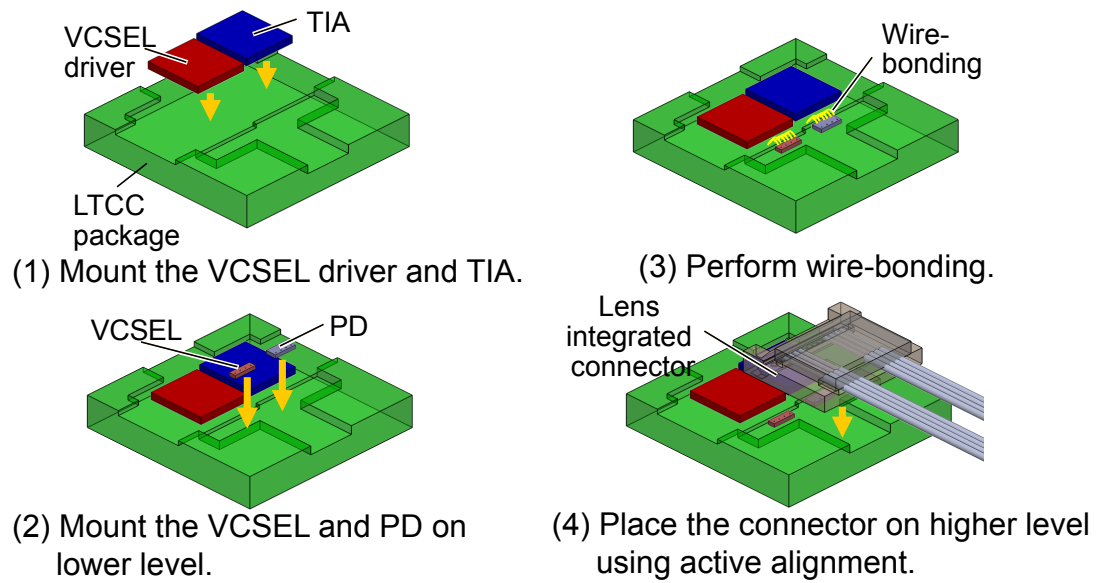 TIA
VCSEL
driver
LTCC
package
(1) Mount the VCSEL driver and TIA.
VCSEL
PD
(2) Mount the VCSEL and PD on
lower level.
Wire-
bonding
(3) Perform wire-bonding.
Lens
integrated
connector
(4) Place the connector on higher level
using active alignment.